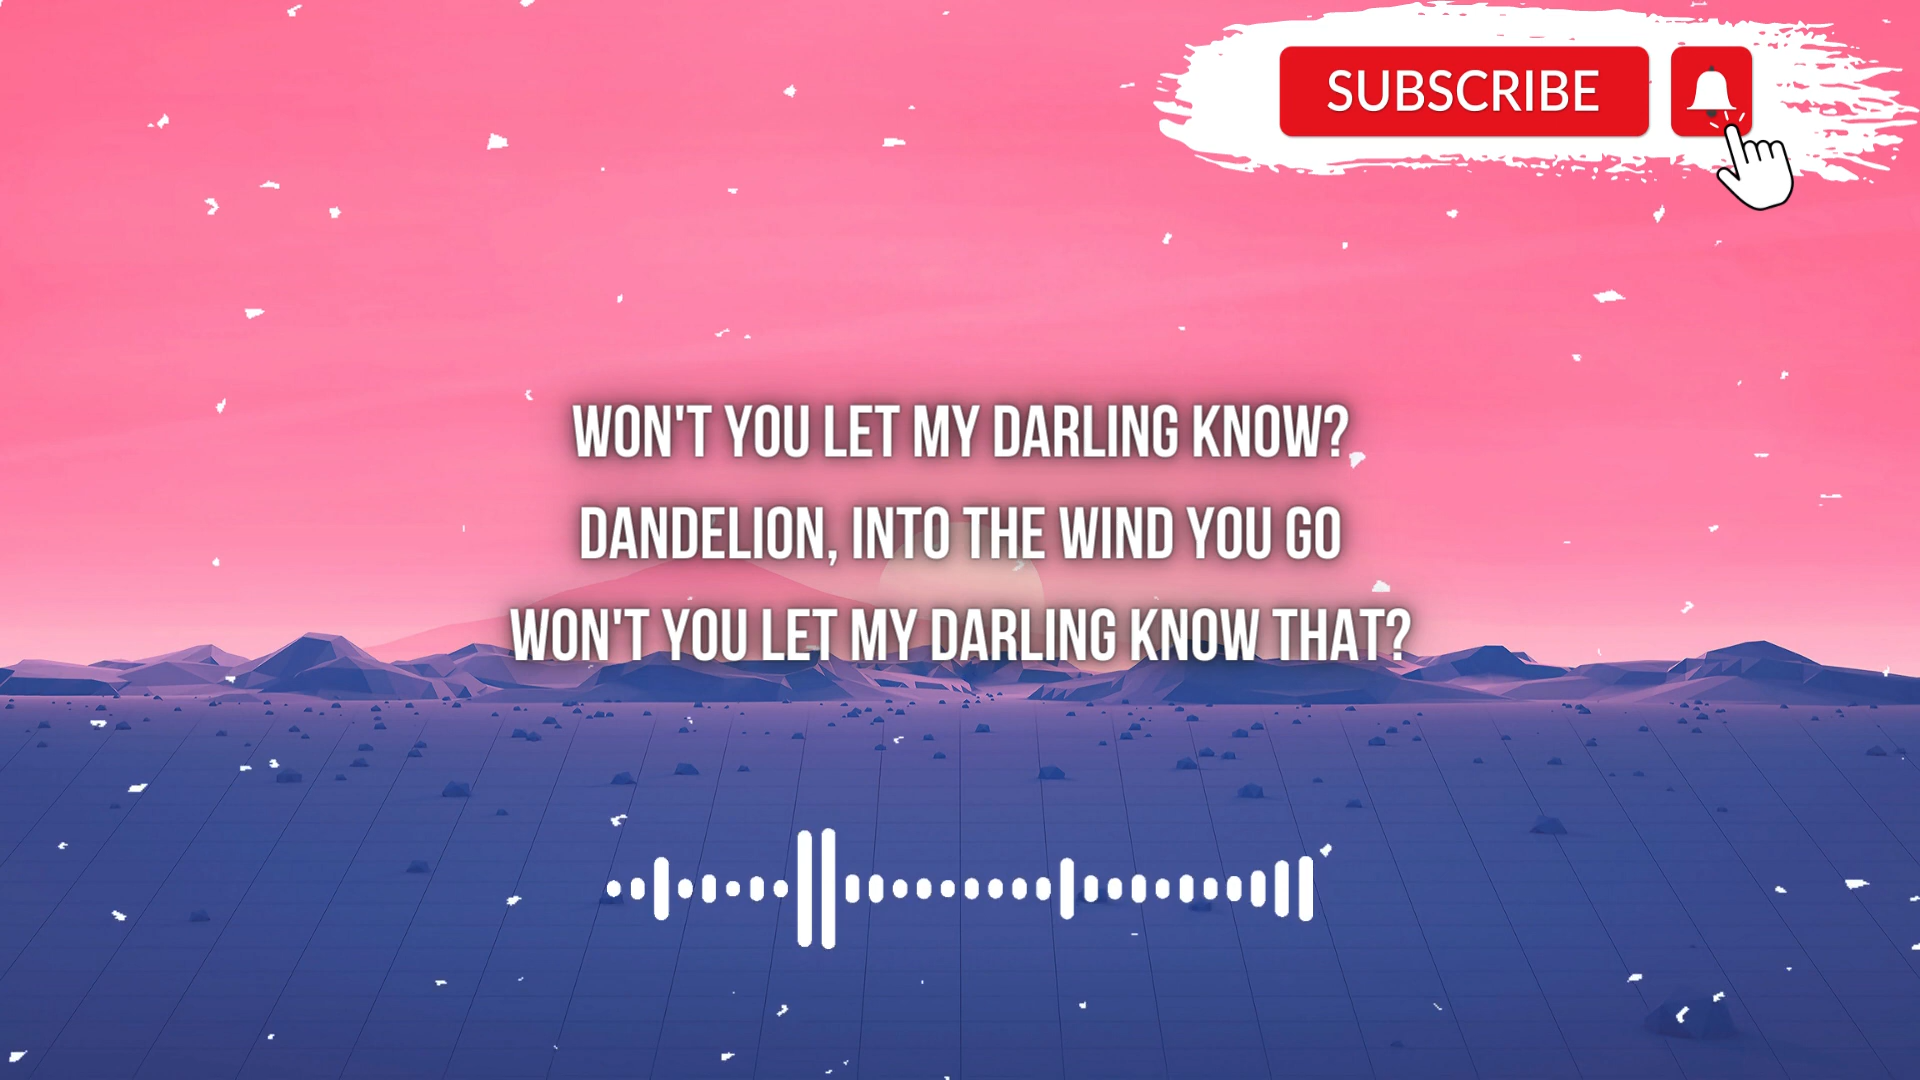 SUBSCRIBE
WON'T YOU LET MY DARLING KNOW?
DANDELION, INTO THE WIND YOU GO
WON'T YOU LET MY DARLING KNOW THAT?